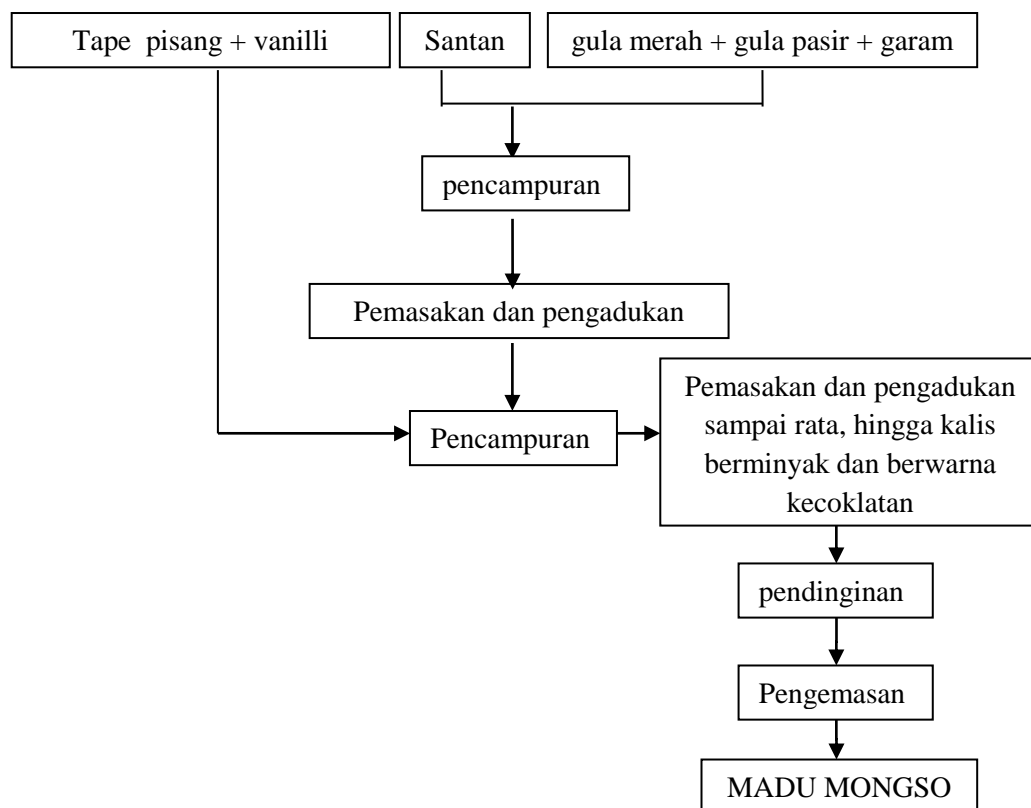 Tape pisang + vanilli
Santan
gula merah + gula pasir + garam
pencampuran
Pemasakan dan pengadukan
Pencampuran
Pemasakan dan pengadukan
sampai rata, hingga kalis
berminyak dan berwarna
kecoklatan
pendinginan
Pengemasan
MADU MONGSO